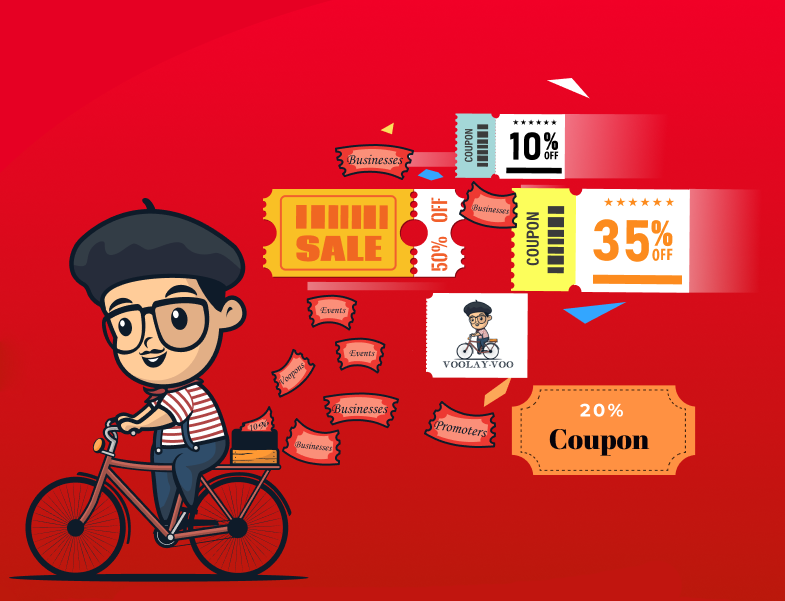 COUPON
★★★★★★
10%
OFF
Businesses
SALE
50% OFF
Businesses
COUPON
★★★★★★
35%
OFF
Events
VOOLAY-VOO
Events
Voopons
Businesses
20%
Coupon
Promoters
Businesses